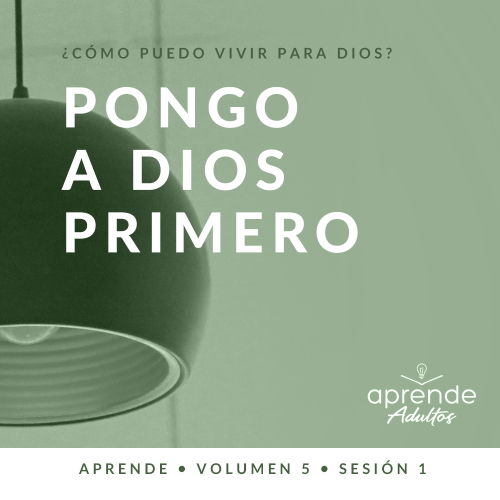 ¿CÓMO PUEDO VIVIR PARA DIOS?
PONGO
A DIOS
PRIMERO
aprende
Adultos
APRENDE • VOLUMEN 5 • SESIÓN 1